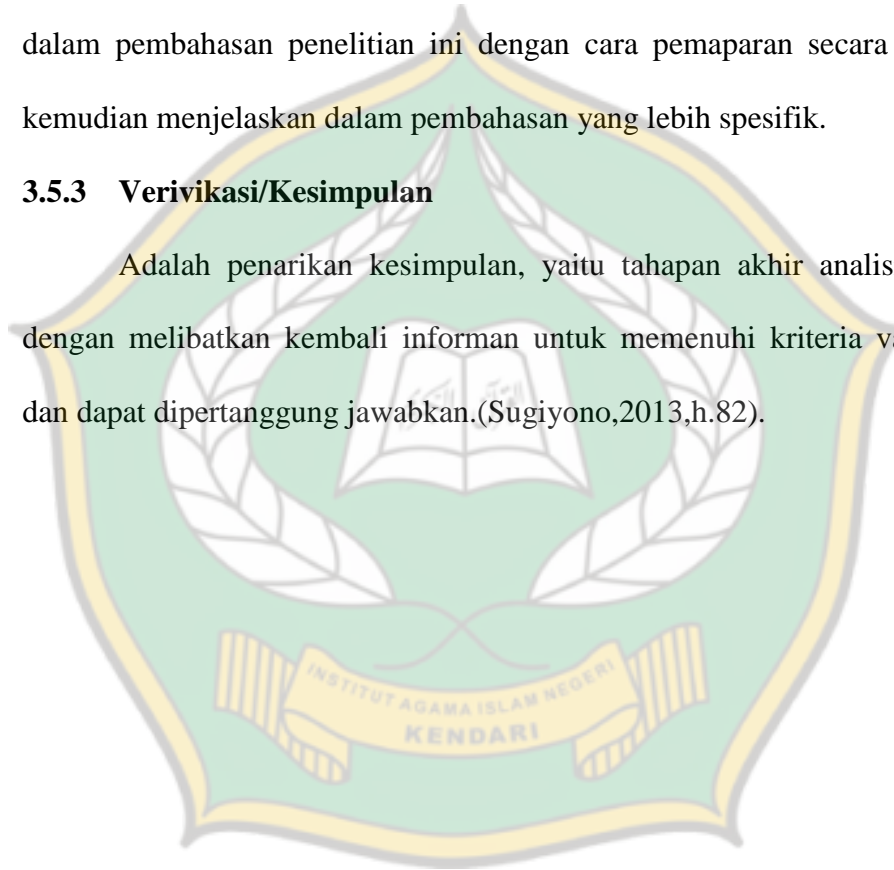 dalam pembahasan penelitian ini dengan cara pemaparan secara
kemudian menjelaskan dalam pembahasan yang lebih spesifik.
3.5.3 Verivikasi/Kesimpulan
Adalah penarikan kesimpulan, yaitu tahapan akhir analis
dengan melibatkan kembali informan untuk memenuhi kriteria va
dan dapat dipertanggung jawabkan.(Sugiyono,2013,h.82).
INSTITUT AGAMA ISLAM NEGERI
KENDARI